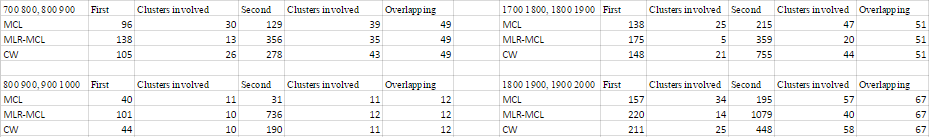 700 800, 800 900 First Clusters involved Second Clusters involved Overlapping 1700 1800, 1800 1900 First Clusters involved Second Clusters involved Overlapping
MCL 96 30 129 39 49 MCL 138 25 215 47 51
MLR-MCL 138 13 356 35 49 MLR-MCL 175 5 359 20 51
CW 105 26 278 43 49 CW 148 21 755 44 51
800 900, 900 1000 First Clusters involved Second Clusters involved Overlapping 1800 1900, 1900 2000 First Clusters involved Second Clusters involved Overlapping
MCL 40 11 31 11 12 MCL 157 34 195 57 67
MLR-MCL 101 10 736 12 12 MLR-MCL 220 14 1079 40 67
CW 44 10 190 11 12 CW 211 25 448 58 67